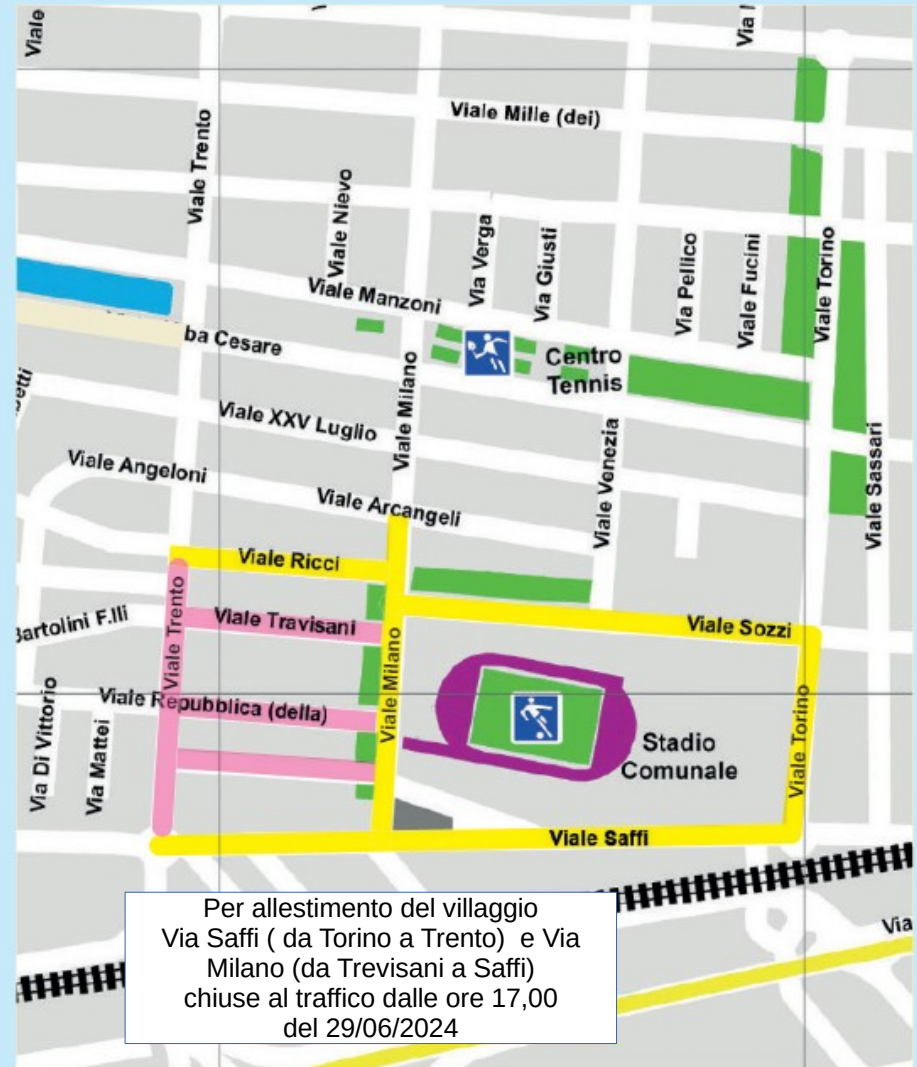 Viale
Via
Viale Mille (dei)
Viale Trento
Viale Nievo
Via Verga
Via Giusti
Via Pellico
Viale Fucini
Viale Torino
Viale Manzoni
ba Cesare
Centro
Tennis
Viale Milano
Viale XXV Luglio
Viale Venezia
Viale Sassari
Viale Angeloni
Viale Arcangeli
Viale Ricci
Viale Trento
Viale Travisani
Bartolini F.lli
Viale Sozzi
Viale Milano
Via Di Vittorio
Via Mattei
Viale Repubblica (della)
Stadio
Comunale
Viale Torino
Viale Saffi
Via
Per allestimento del villaggio
Via Saffi ( da Torino a Trento) e Via
Milano (da Trevisani a Saffi)
chiuse al traffico dalle ore 17,00
del 29/06/2024